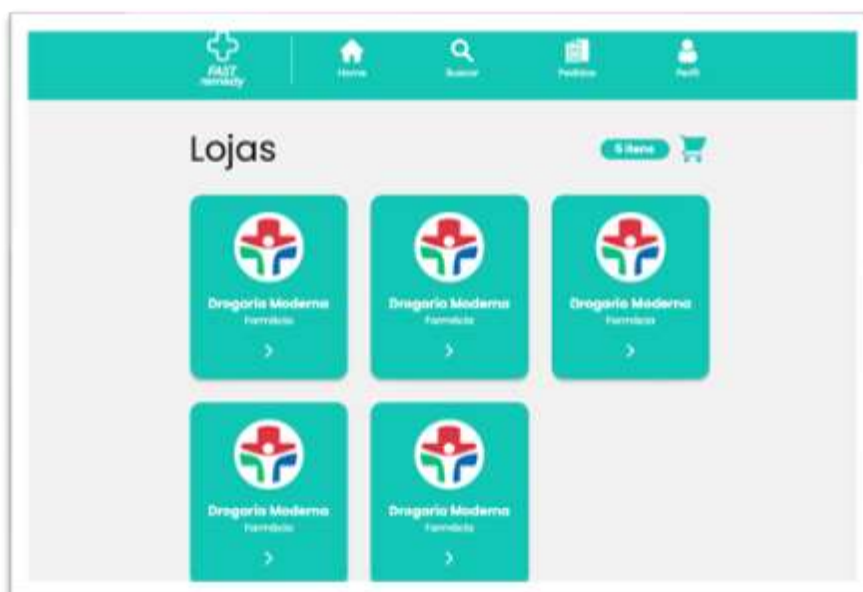 FAST
remedy
Home
Buscar
Pedidos
Perfil
Lojas
5 itens
Drogaria Moderna
Farmácia
Drogaria Moderna
Farmácia
Drogaria Moderna
Farmácia
Drogaria Moderna
Farmácia
Drogaria Moderna
Farmácia